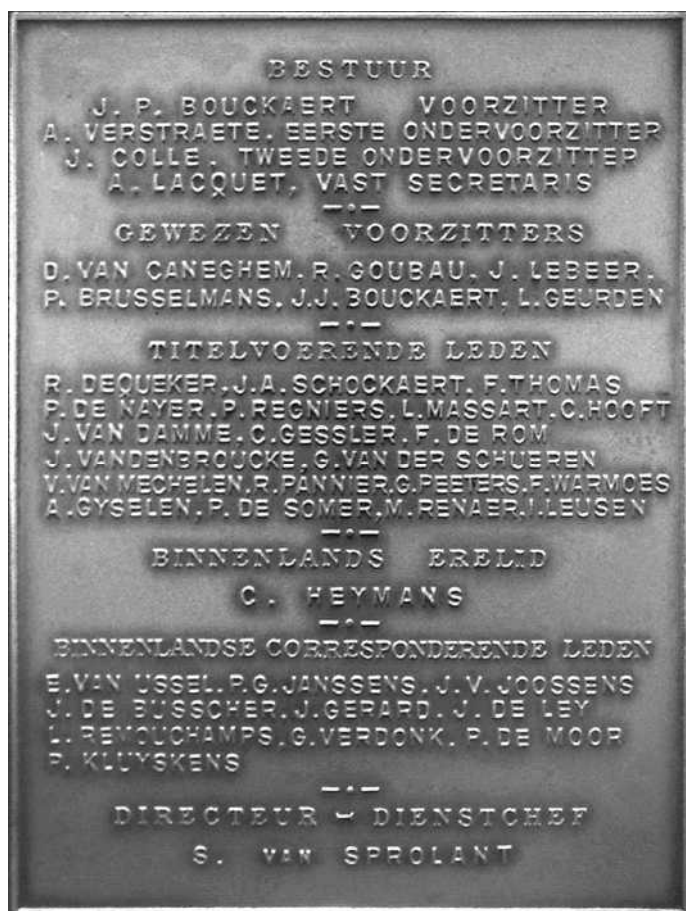 BESTUUR
J. P. BOUCKAERT VOORZITTER
A. VERSTRAETE. EERSTE ONDERVOORZITTER
J. COLLE. TWEEDE ONDERVOORZITTER
A. LACQUET, VAST SECRETARIS
GEWEZEN VOORZITTERS
D. VAN CANEGHEM. R. GOUBAU. J. LEBEER.
P. BRUSSELMANS, J.J. BOUCKAERT, L. GEURDEN
TITELVOERENDE LEDEN
R. DEQUEKER, J.A. SCHOCKAERT. F. THOMAS
P. DE NAYER. P. REGNIERS, L. MASSART. C. HOOFT
J. VAN DAMME. C. GESSLER. F. DE ROM
J. VANDENBROUCKE, G. VAN DER SCHUEREN
V. VAN MECHELEN, R. PANNIER, G. PEETERS. F. WARMOES
A. GYSELEN, P. DE SOMER, M. RENAER, I. LEUSEN
BINNENLANDS ERELID
C. HEYMANS
BINNENLANDSE CORRESPONDERENDE LEDEN
E. VAN USSEL. P.G. JANSSENS. J.V. JOOSSENS
J. DE BUSSCHER. J. GERARD. J. DE LEY
L. REMOUCHAMPS, G. VERDONK. P. DE MOOR
P. KLUYSKENS
DIRECTEUR - DIENSTCHEF
S. VAN SPROLANT